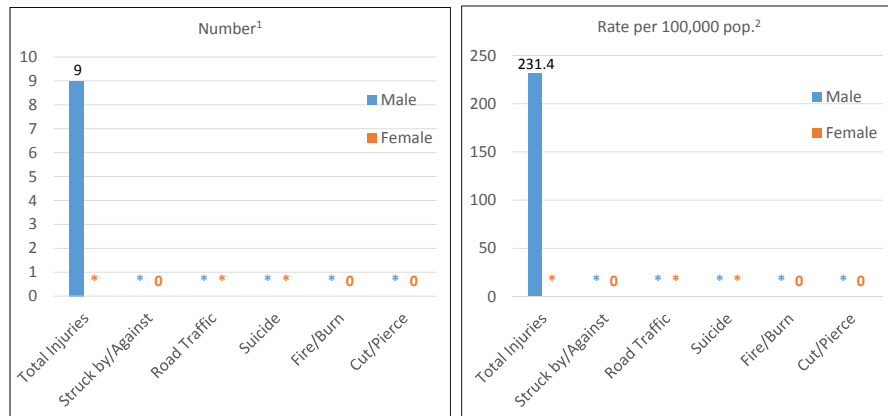 Number¹
10
9
8
7
6
5
4
3
2
1
0
9
Male
Female
* * 0 * * * * * 0 * 0
Total Injuries
Struck by/Against
Road Traffic
Suicide
Fire/Burn
Cut/Pierce
Rate per 100,000 pop.²
250
200
150
100
50
0
231.4
Male
Female
* * 0 * * * * * 0 * 0
Total Injuries
Struck by/Against
Road Traffic
Suicide
Fire/Burn
Cut/Pierce